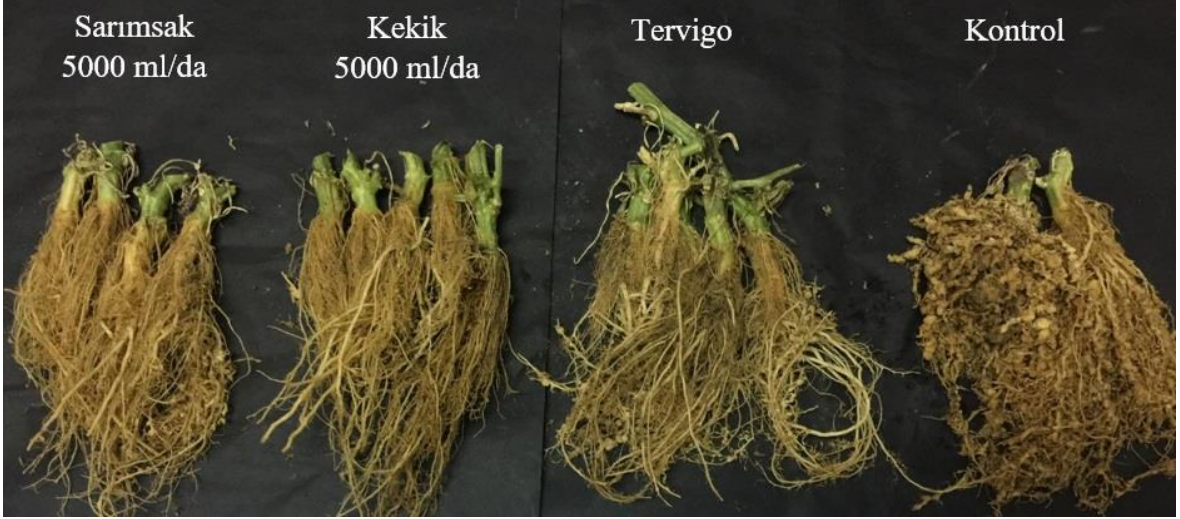 Sarımsak
5000 ml/da
Kekik
5000 ml/da
Tervigo
Kontrol